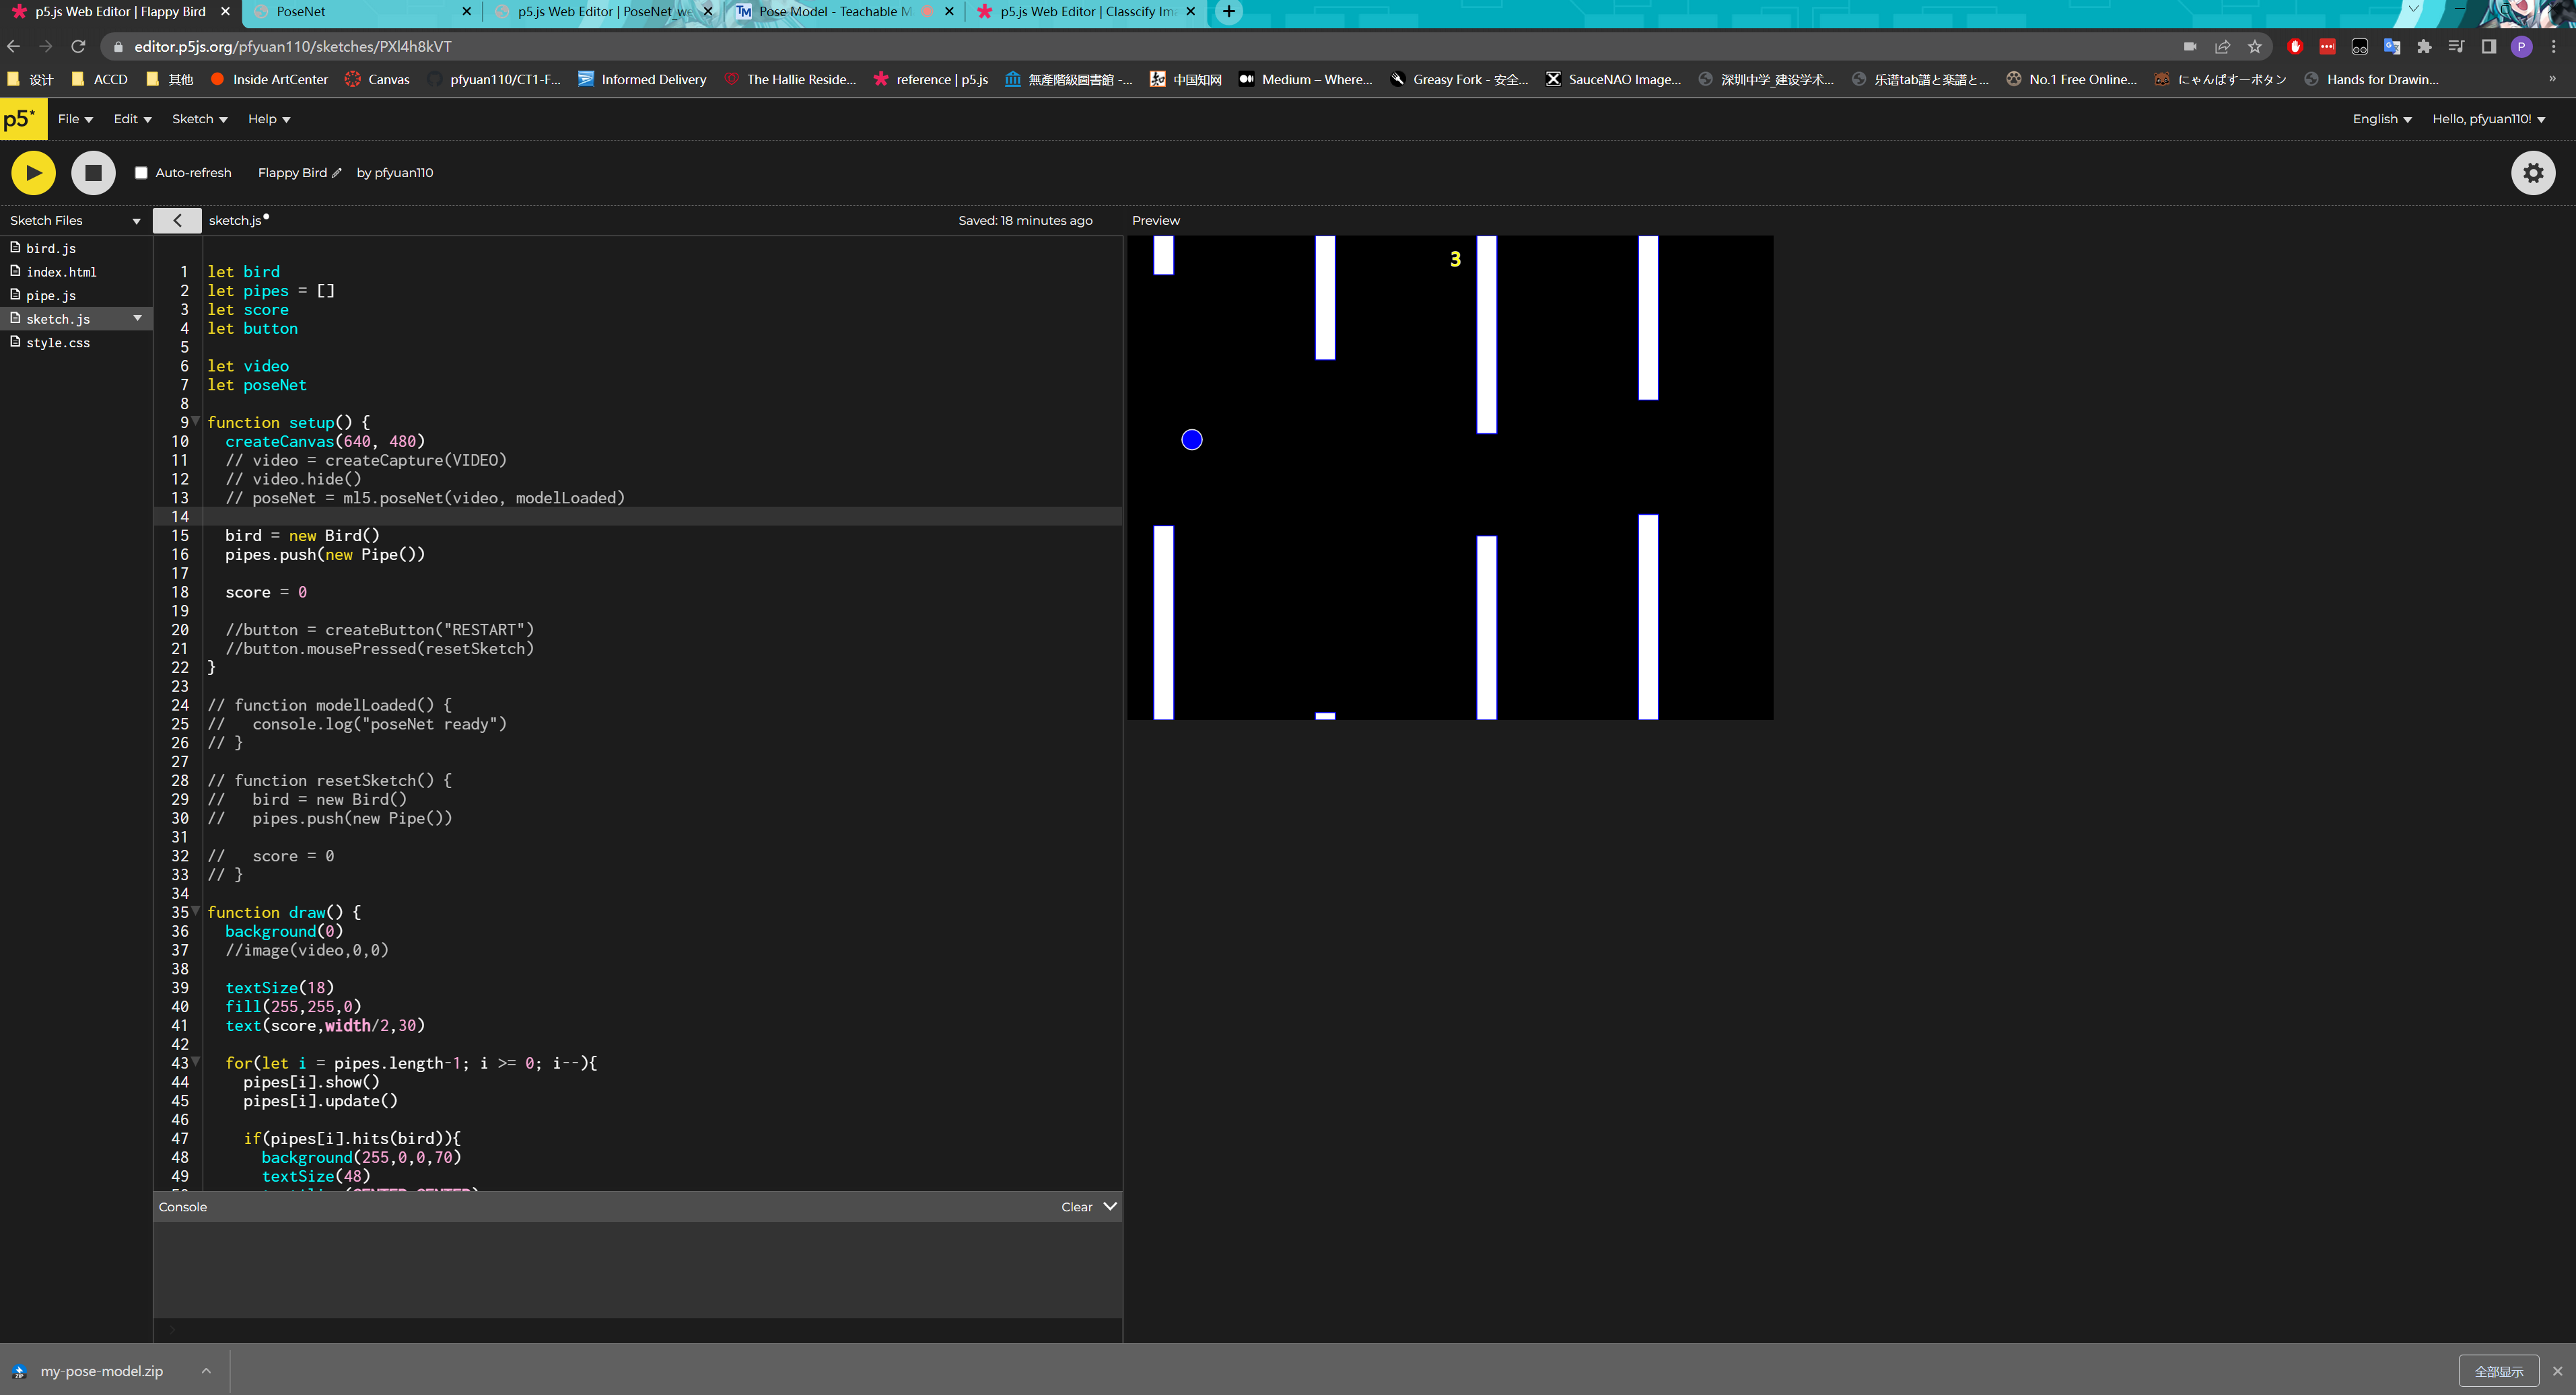 p5.js Web Editor | Flappy Bird
PoseNet
p5.js Web Editor | PoseNet_we
TM Pose Model - Teachable M
p5.js Web Editor | Classcify Ima
editor.p5js.org/pfyuan110/sketches/PXl4h8kVT
设计 ACCD 其他 Inside ArtCenter Canvas pfyuan110/CT1-F... Informed Delivery The Hallie Reside... reference | p5.js 無產階級圖書館 -... 中国知网 Medium – Where... Greasy Fork - 安全... SauceNAO Image... 深圳中学_建设学术... 乐谱tab譜と楽譜と... No.1 Free Online... にゃんぱすーボタン Hands for Drawin... »
p5* File Edit Sketch Help English Hello, pfyuan110!
Auto-refresh Flappy Bird by pfyuan110
Sketch Files sketch.js Saved: 18 minutes ago Preview
bird.js
index.html
pipe.js
sketch.js
style.css
1 let bird
2 let pipes = []
3 let score
4 let button
5
6 let video
7 let poseNet
8
9 function setup() {
10 createCanvas(640, 480)
11 // video = createCapture(VIDEO)
12 // video.hide()
13 // poseNet = ml5.poseNet(video, modelLoaded)
14
15 bird = new Bird()
16 pipes.push(new Pipe())
17
18 score = 0
19
20 //button = createButton("RESTART")
21 //button.mousePressed(resetSketch)
22 }
23
24 // function modelLoaded() {
25 // console.log("poseNet ready")
26 // }
27
28 // function resetSketch() {
29 // bird = new Bird()
30 // pipes.push(new Pipe())
31
32 // score = 0
33 // }
34
35 function draw() {
36 background(0)
37 //image(video,0,0)
38
39 textSize(18)
40 fill(255,255,0)
41 text(score,width/2,30)
42
43 for(let i = pipes.length-1; i >= 0; i--){
44 pipes[i].show()
45 pipes[i].update()
46
47 if(pipes[i].hits(bird)){
48 background(255,0,0,70)
49 textSize(48)
3
Console Clear
my-pose-model.zip
全部显示
P